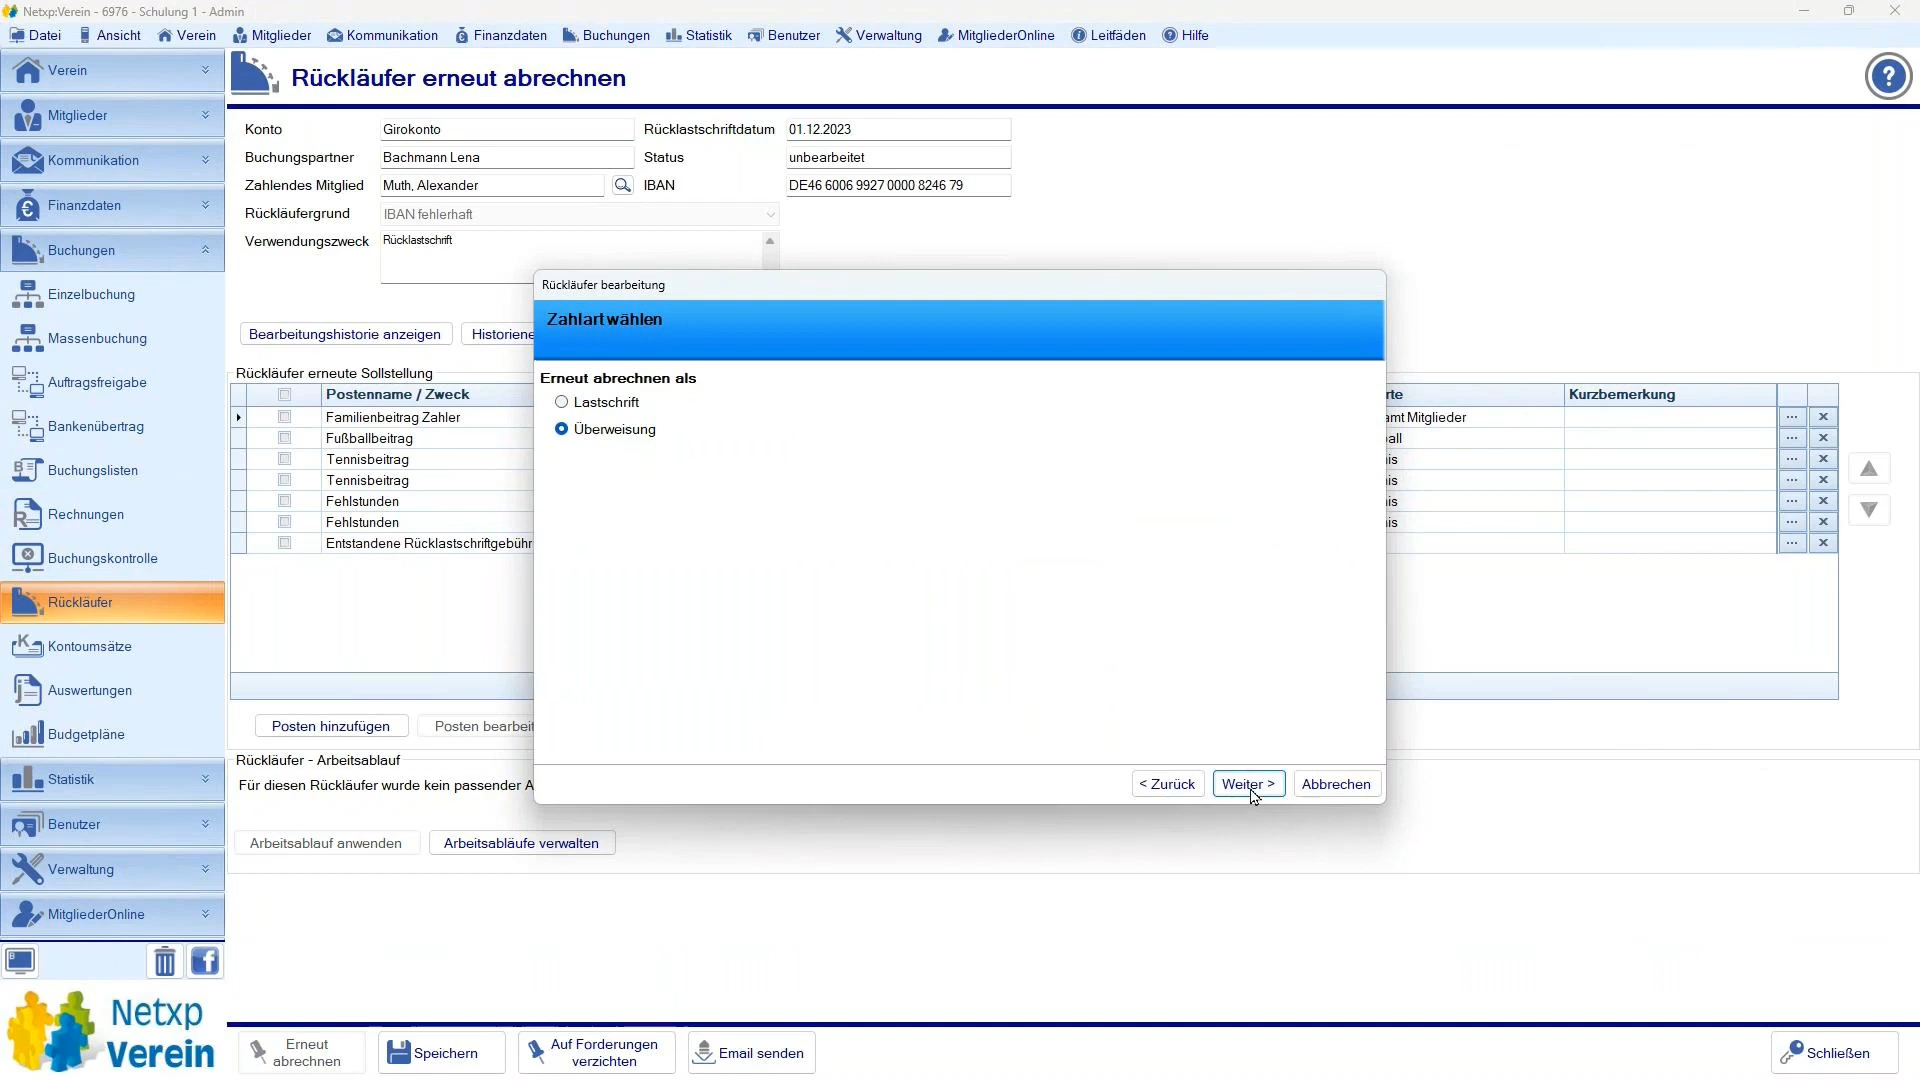 Netxp:Verein - 6976 - Schulung 1 - Admin
Datei Ansicht Verein Mitglieder Kommunikation Finanzdaten Buchungen Statistik Benutzer Verwaltung MitgliederOnline Leitfäden Hilfe
Verein
Mitglieder
Kommunikation
Finanzdaten
Buchungen
Einzelbuchung
Massenbuchung
Auftragsfreigabe
Bankenübertrag
Buchungslisten
Rechnungen
Buchungskontrolle
Rückläufer
Kontoumsätze
Auswertungen
Budgetpläne
Statistik
Benutzer
Verwaltung
MitgliederOnline
Netxp
Verein
Rückläufer erneut abrechnen
Konto Girokonto Rücklastschriftdatum 01.12.2023
Buchungspartner Bachmann Lena Status unbearbeitet
Zahlendes Mitglied Muth, Alexander IBAN DE46 6006 9927 0000 8246 79
Rückläufergrund IBAN fehlerhaft
Verwendungszweck Rücklastschrift
Bearbeitungshistorie anzeigen Historiene
Rückläufer erneute Sollstellung
Postenname / Zweck rte Kurzbemerkung
Familienbeitrag Zahler amt Mitglieder
Fußballbeitrag all
Tennisbeitrag is
Tennisbeitrag is
Fehlstunden is
Fehlstunden is
Entstandene Rücklastschriftgebühr
Posten hinzufügen Posten bearbeit
Rückläufer - Arbeitsablauf
Für diesen Rückläufer wurde kein passender A
Arbeitsablauf anwenden Arbeitsabläufe verwalten
Rückläufer bearbeitung
Zahlart wählen
Erneut abrechnen als
Lastschrift
Überweisung
< Zurück Weiter > Abbrechen
Erneut abrechnen
Speichern
Auf Forderungen verzichten
Email senden
Schließen